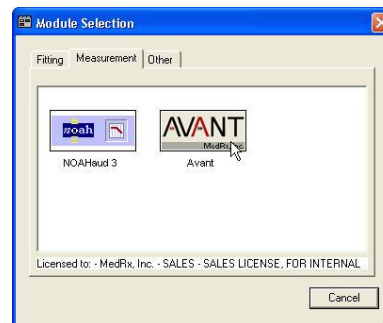 Module Selection
Fitting Measurement Other
noah
AVANT
MedRx, Inc.
NOAHaud 3 Avant
Licensed to: - MedRx, Inc. - SALES - SALES LICENSE, FOR INTERNAL
Cancel